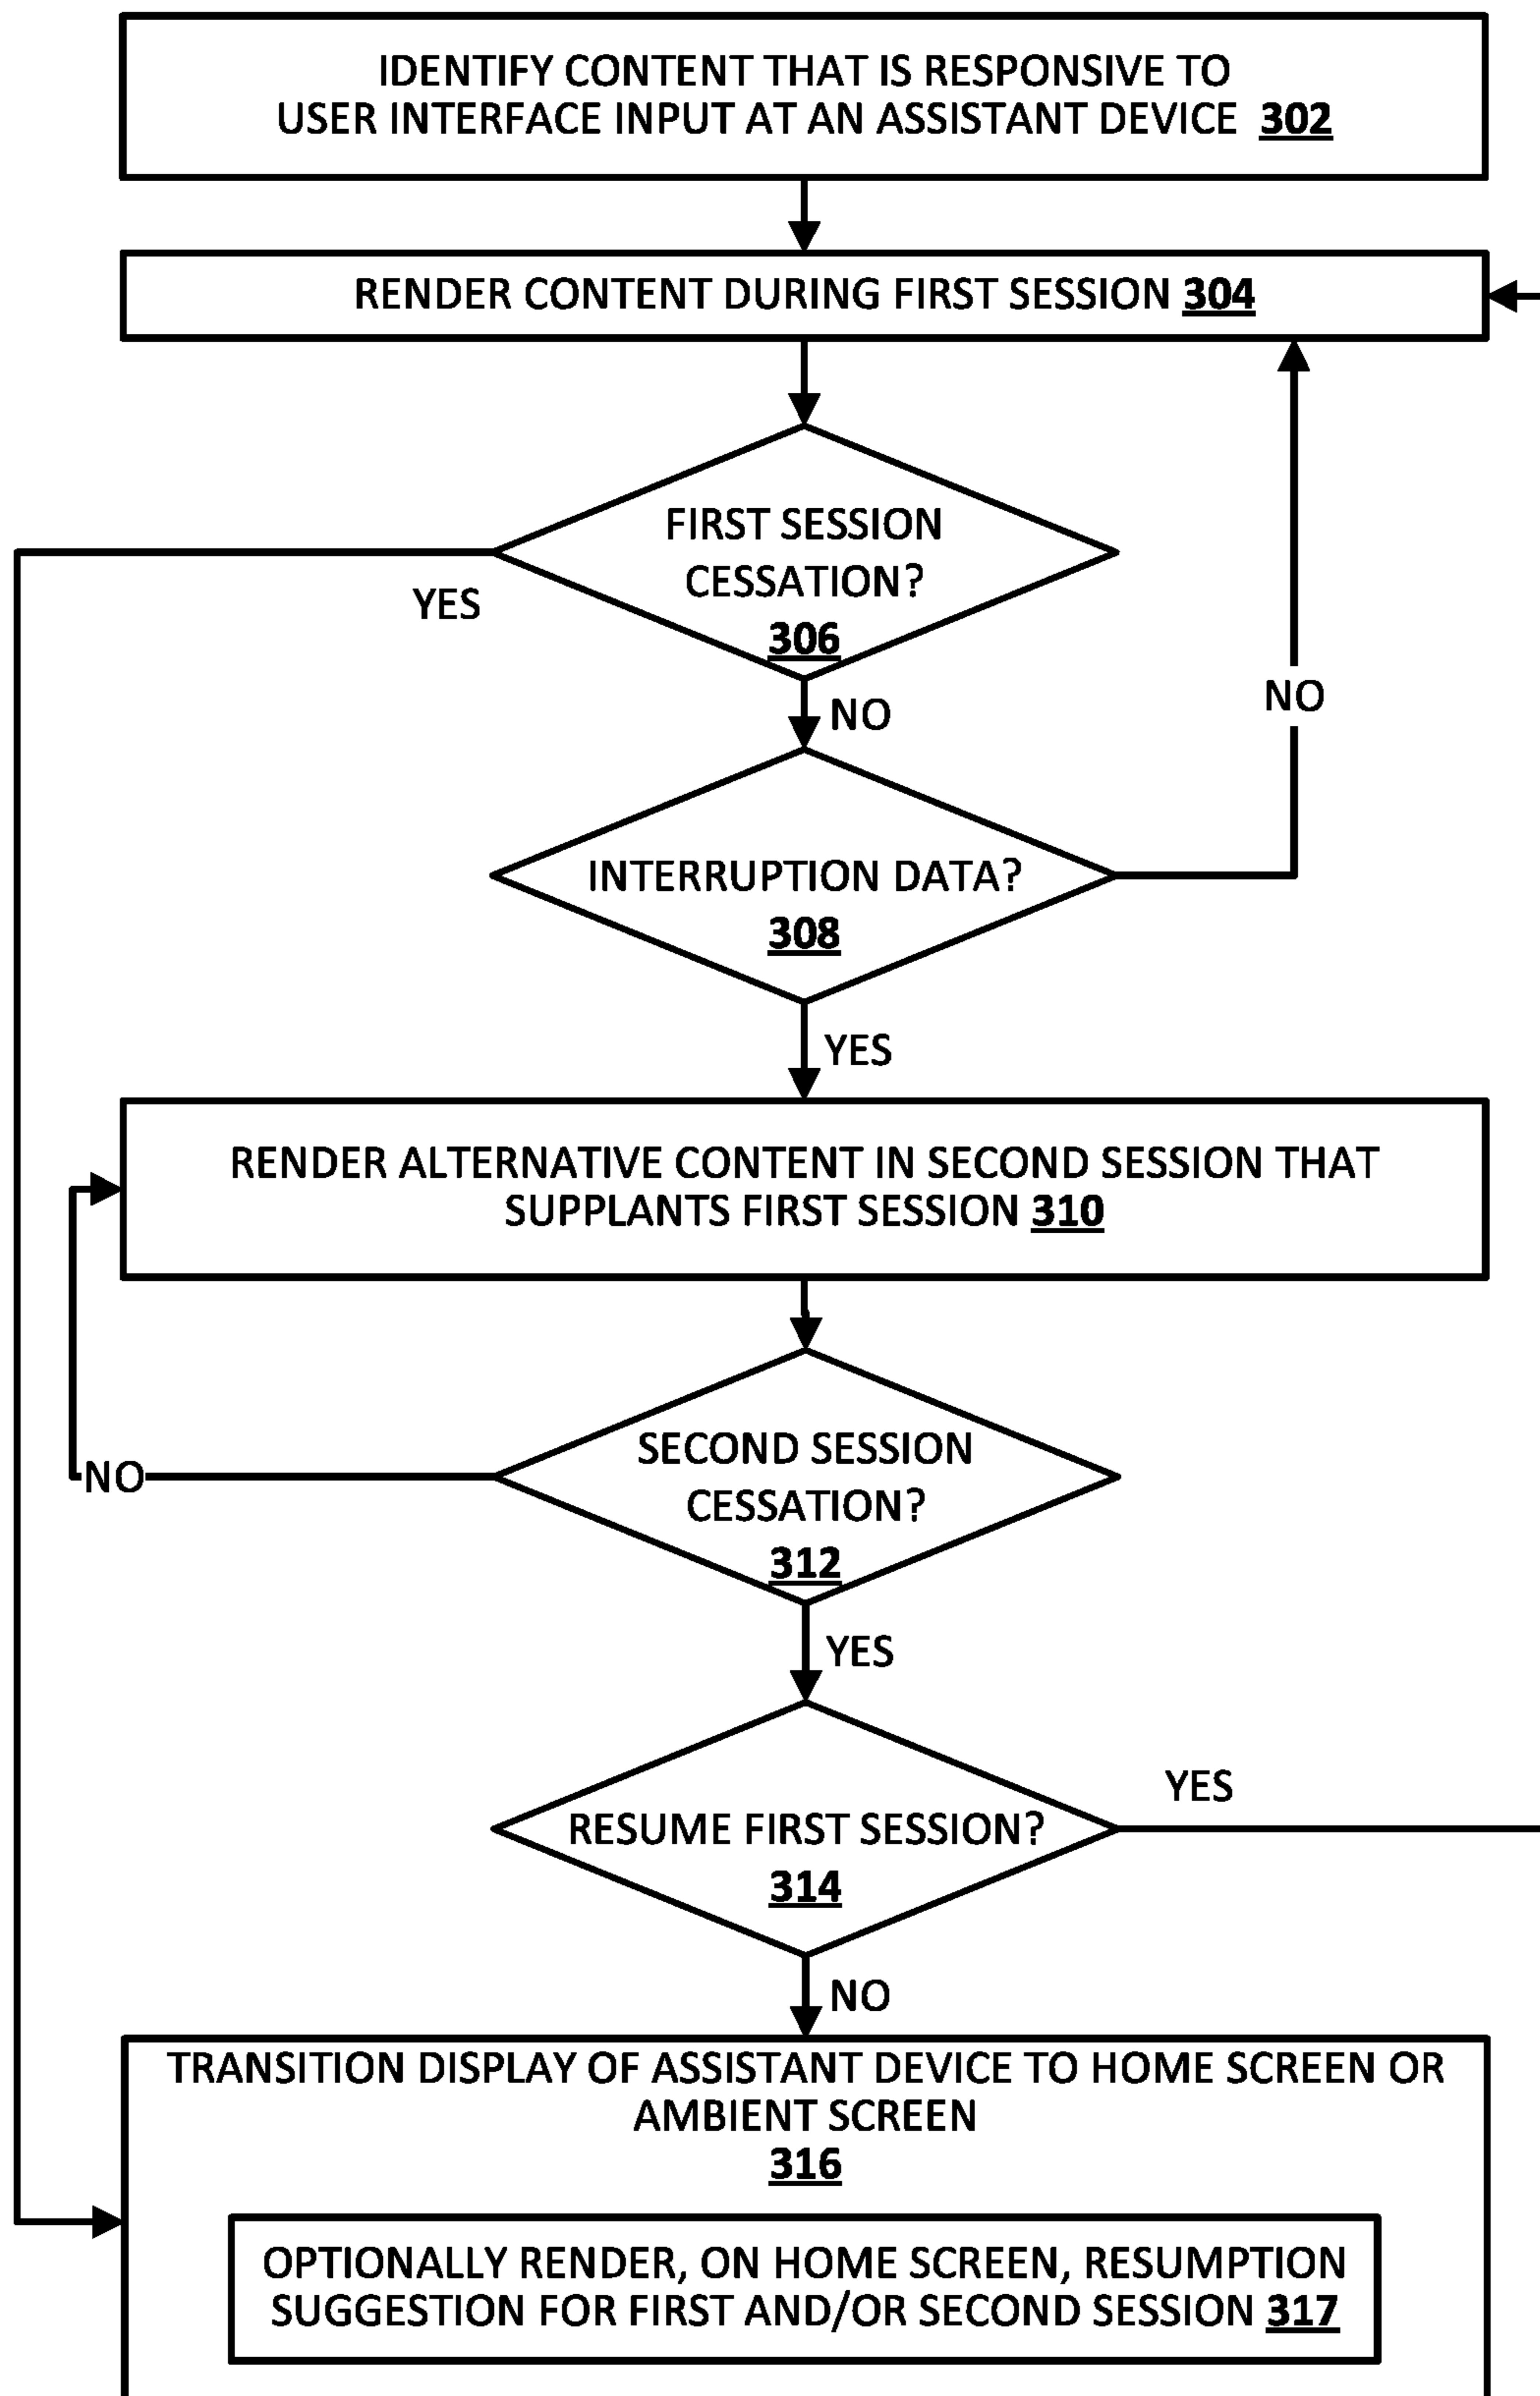 IDENTIFY CONTENT THAT IS RESPONSIVE TO
USER INTERFACE INPUT AT AN ASSISTANT DEVICE 302
RENDER CONTENT DURING FIRST SESSION 304
FIRST SESSION
CESSATION?
306
YES
NO
NO
INTERRUPTION DATA?
308
YES
RENDER ALTERNATIVE CONTENT IN SECOND SESSION THAT
SUPPLANTS FIRST SESSION 310
SECOND SESSION
CESSATION?
312
NO
YES
RESUME FIRST SESSION?
314
YES
NO
TRANSITION DISPLAY OF ASSISTANT DEVICE TO HOME SCREEN OR
AMBIENT SCREEN
316
OPTIONALLY RENDER, ON HOME SCREEN, RESUMPTION
SUGGESTION FOR FIRST AND/OR SECOND SESSION 317